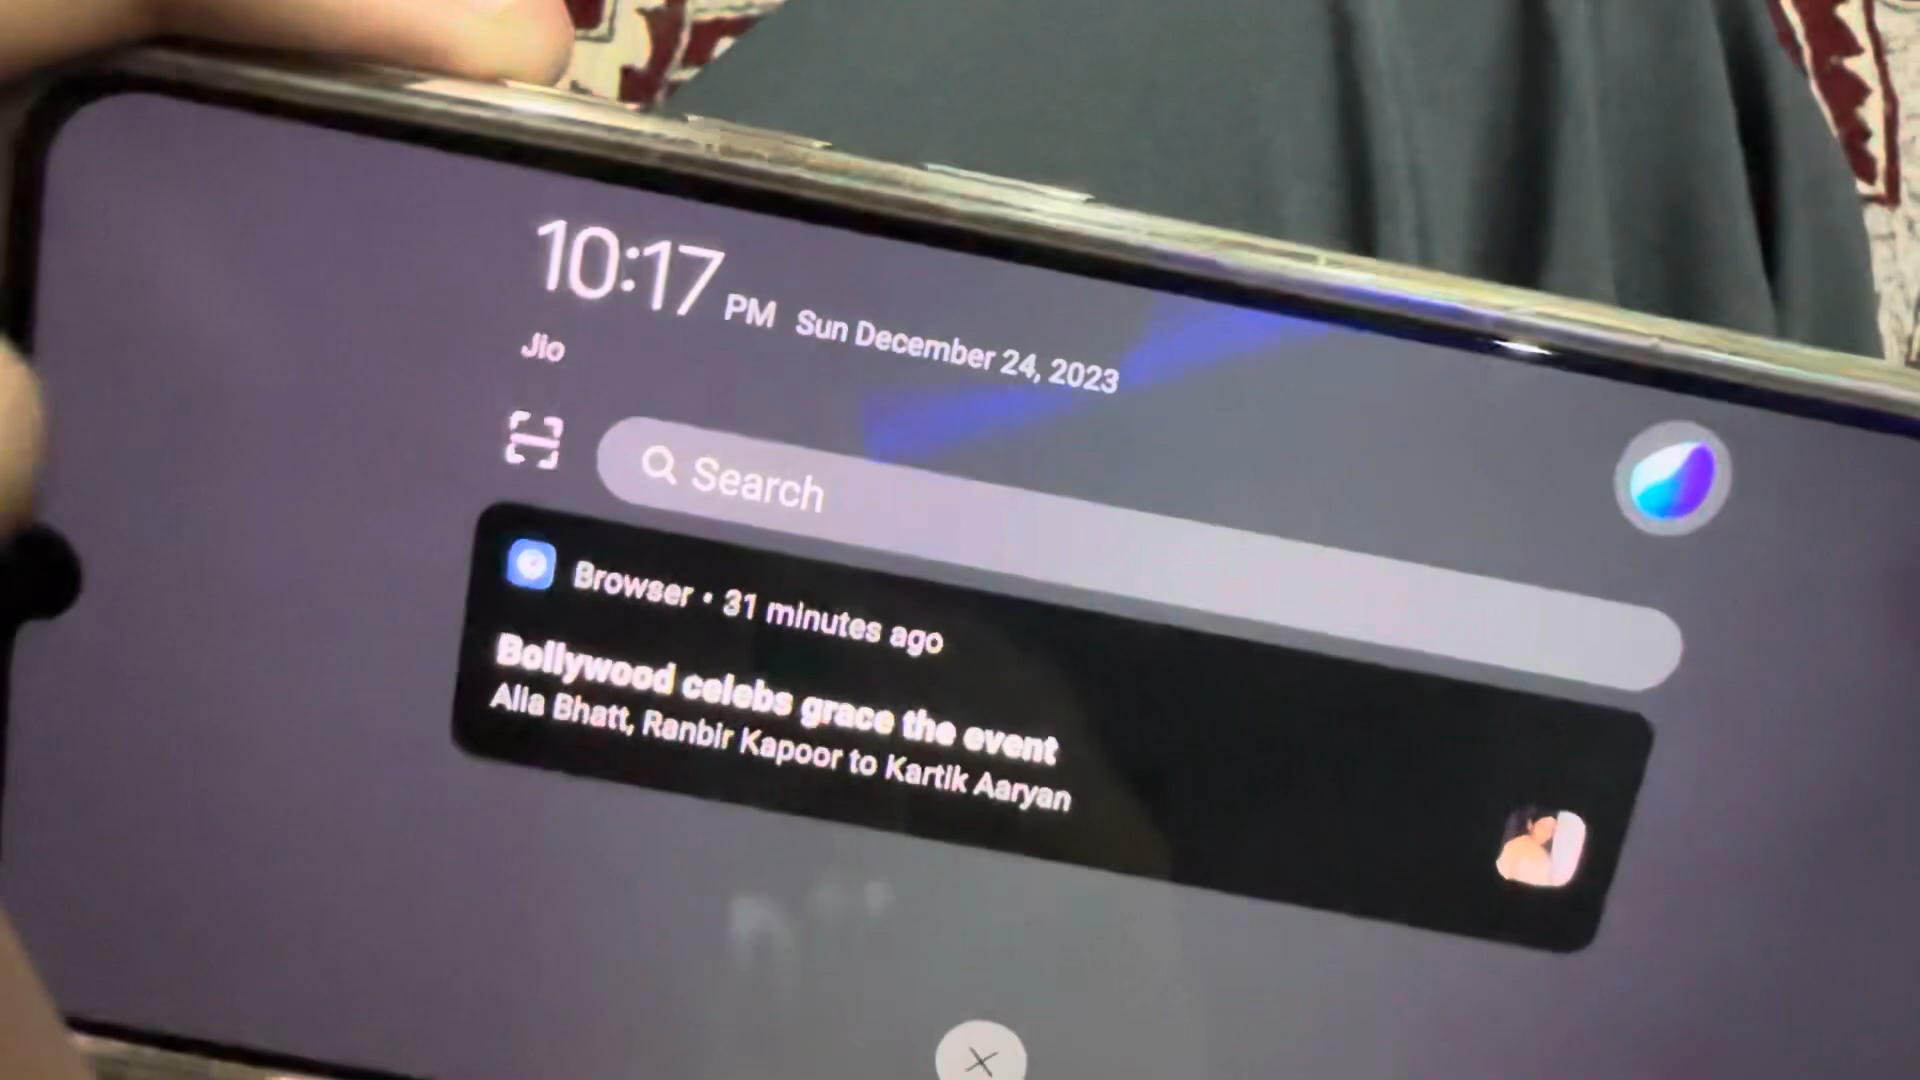 10:17 PM Sun December 24, 2023
Jio
Search
Browser • 31 minutes ago
Bollywood celebs grace the event
Alia Bhatt, Ranbir Kapoor to Kartik Aaryan